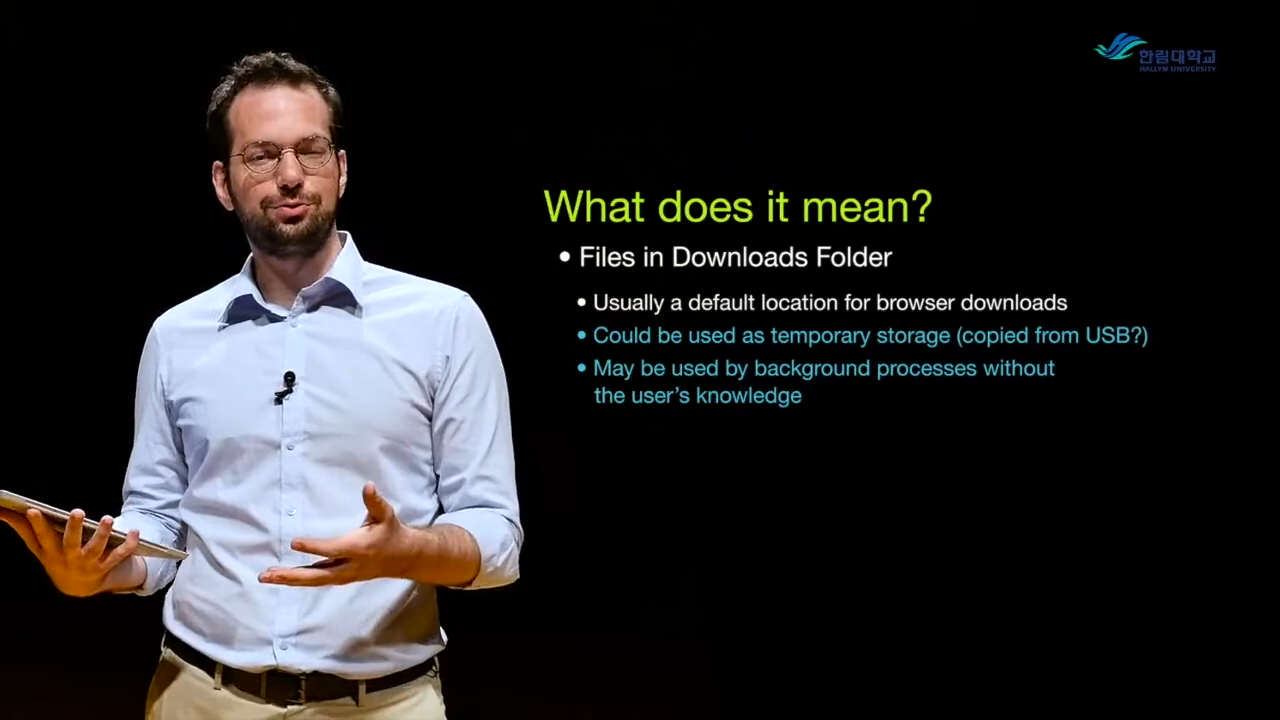 한림대학교
HALLYM UNIVERSITY
What does it mean?
• Files in Downloads Folder
• Usually a default location for browser downloads
• Could be used as temporary storage (copied from USB?)
• May be used by background processes without
the user's knowledge